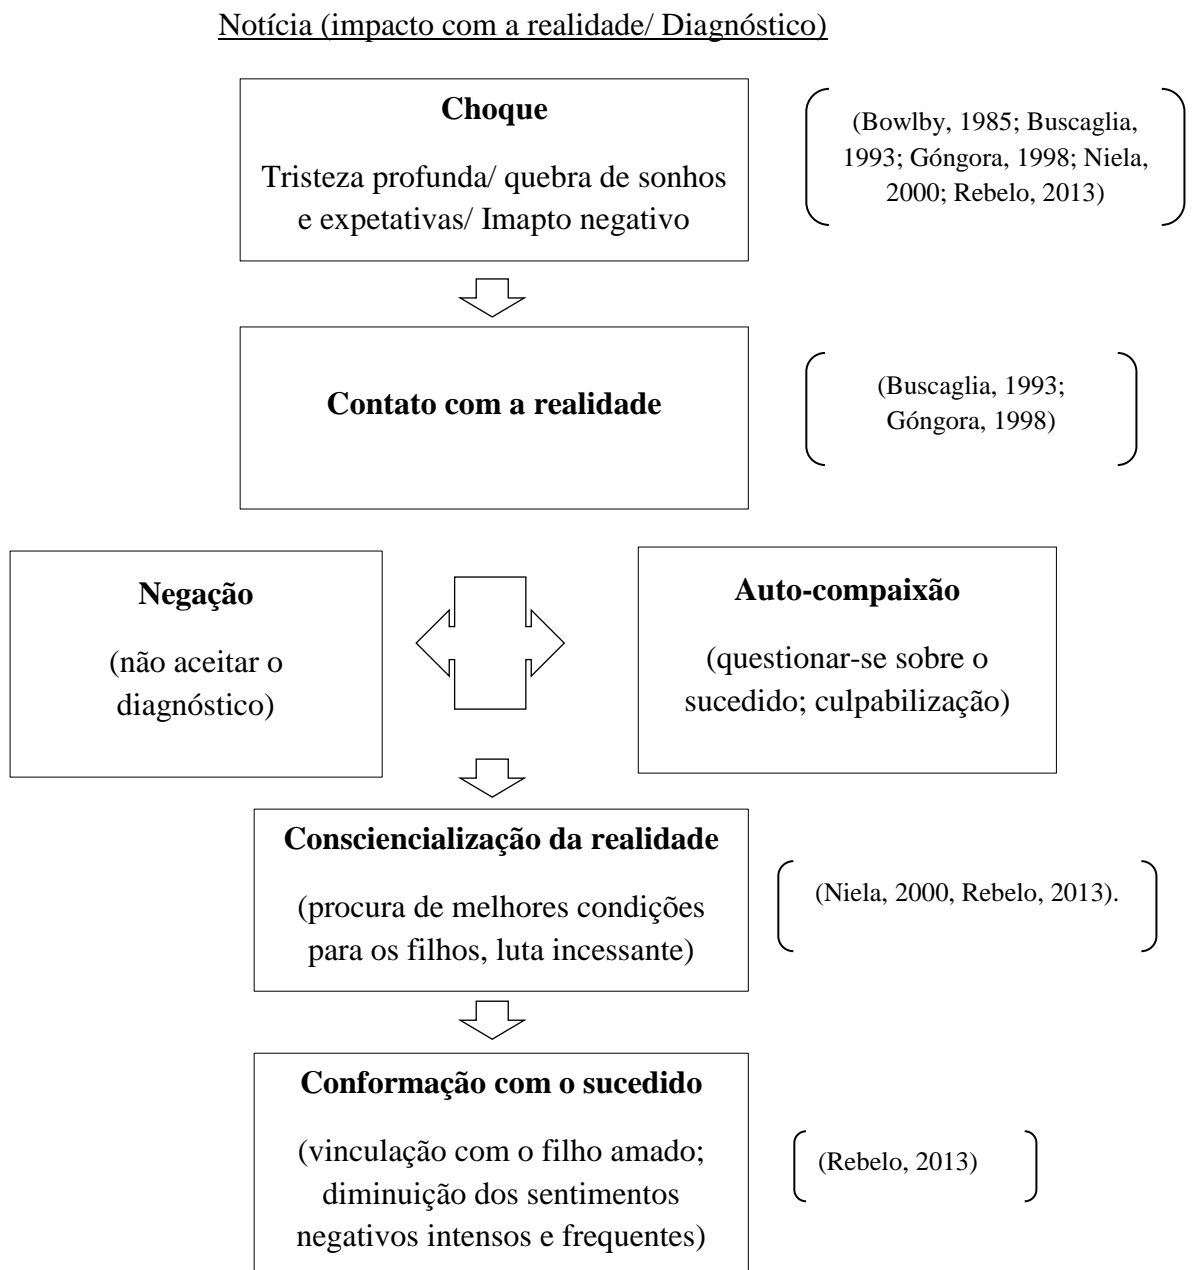 Notícia (impacto com a realidade/ Diagnóstico)
Choque
Tristeza profunda/ quebra de sonhos
e expetativas/ Imapto negativo
(Bowlby, 1985; Buscaglia,
1993; Góngora, 1998; Niela,
2000; Rebelo, 2013)
Contato com a realidade
(Buscaglia, 1993;
Góngora, 1998)
Negação
(não aceitar o
diagnóstico)
Auto-compaixão
(questionar-se sobre o
sucedido; culpabilização)
Consciencialização da realidade
(procura de melhores condições
para os filhos, luta incessante)
(Niela, 2000, Rebelo, 2013).
Conformação com o sucedido
(vinculação com o filho amado;
diminuição dos sentimentos
negativos intensos e frequentes)
(Rebelo, 2013)